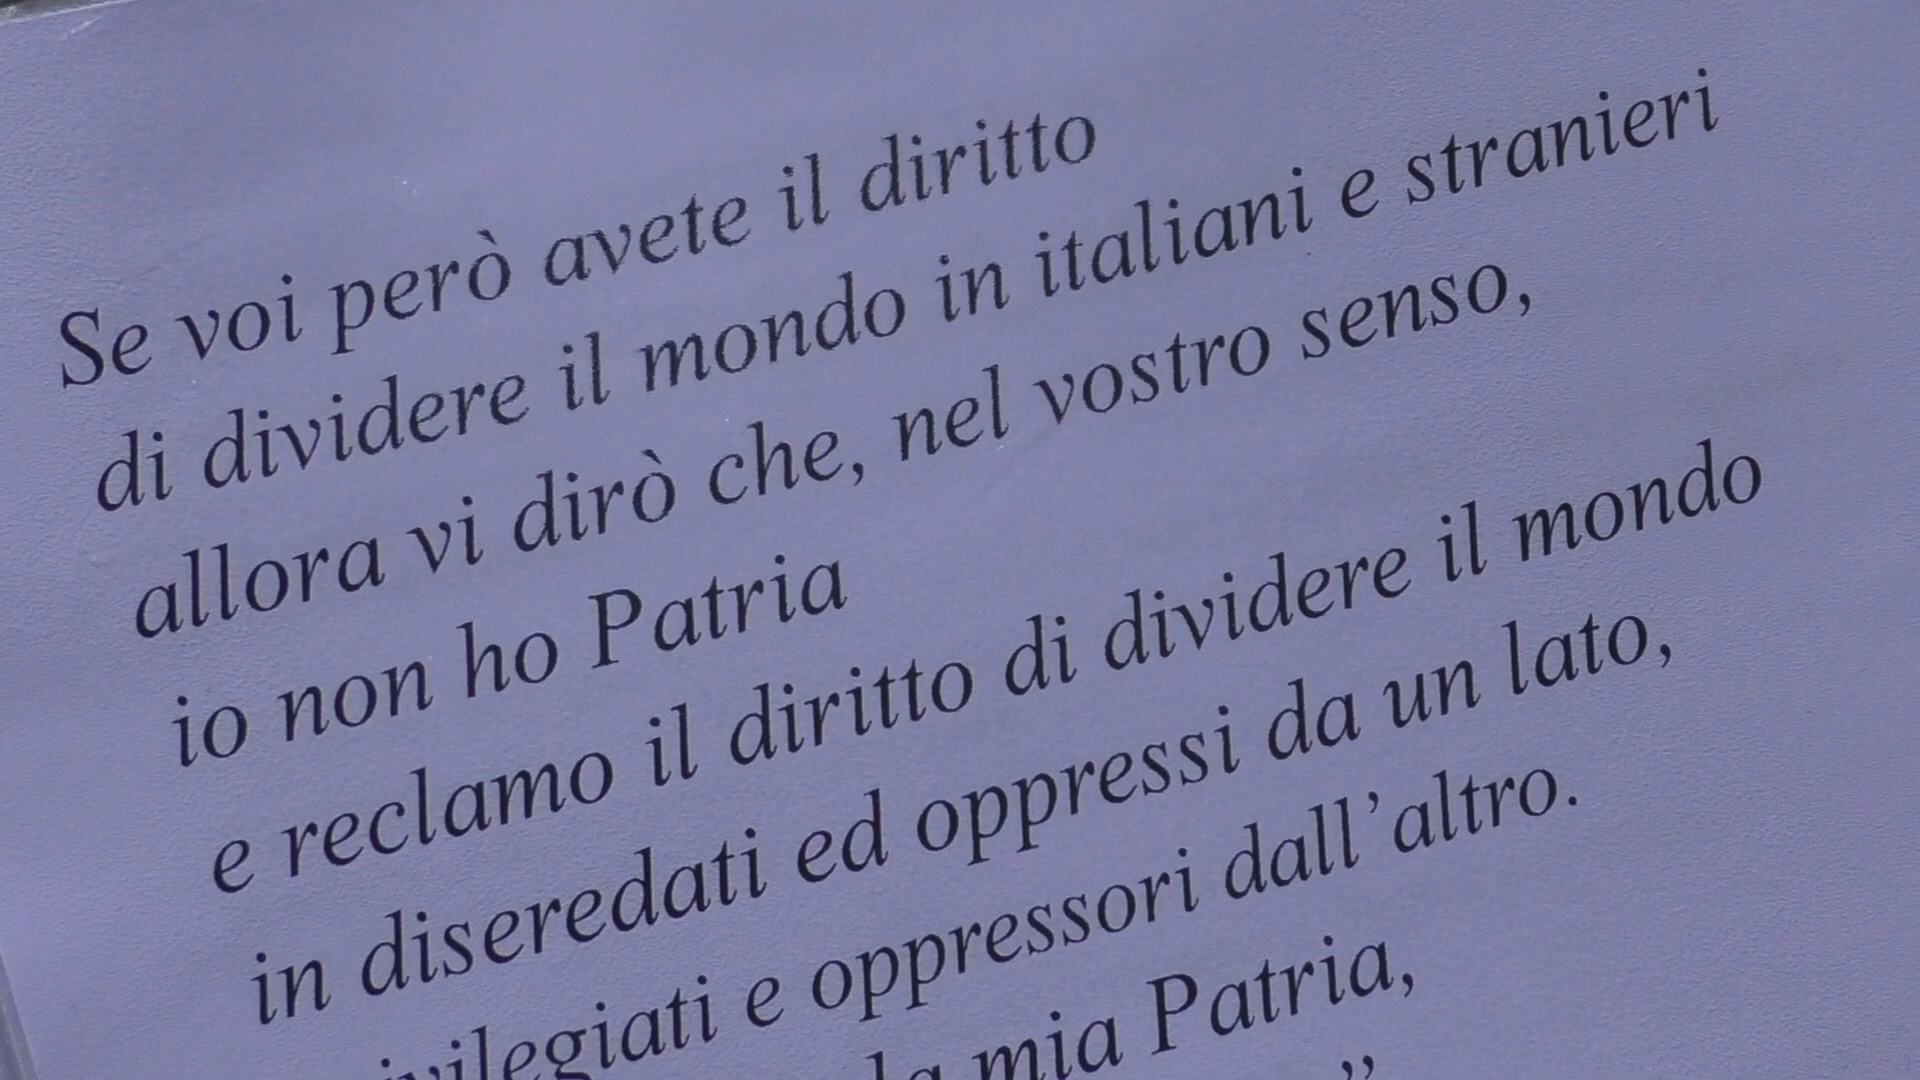 Se voi però avete il diritto
di dividere il mondo in italiani e stranieri
allora vi dirò che, nel vostro senso,
io non ho Patria
e reclamo il diritto di dividere il mondo
in diseredati ed oppressi da un lato,
e oppressori dall'altro.
mia Patria,
”